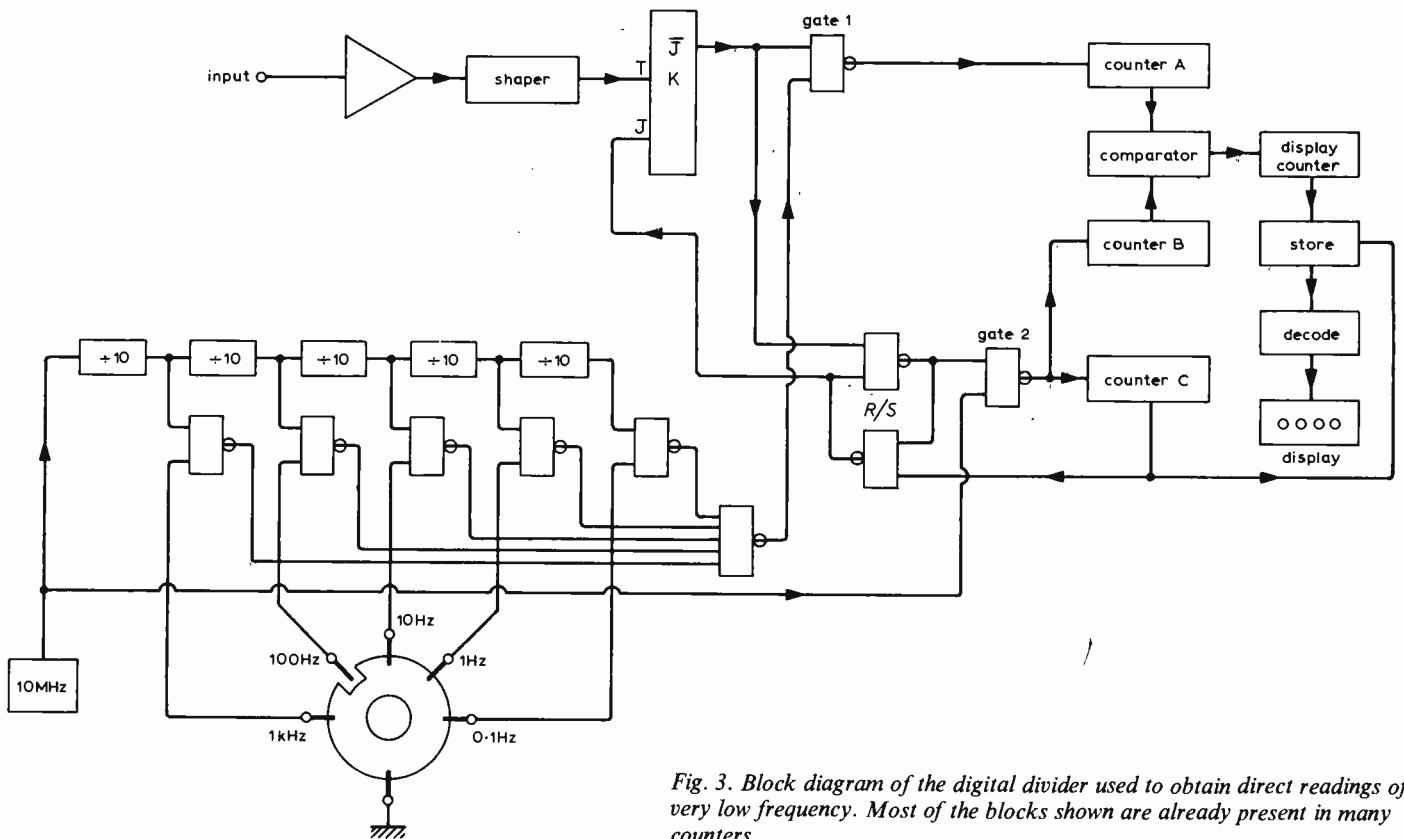 gate 1
J̅
input
shaper
T
K
counter A
J
comparator
display
counter
counter B
store
gate 2
÷10
÷10
÷10
÷10
÷10
decode
counter C
R/S
display
10Hz
100Hz
1Hz
10MHz
1kHz
0·1Hz
Fig. 3. Block diagram of the digital divider used to obtain direct readings of
very low frequency. Most of the blocks shown are already present in many
counters